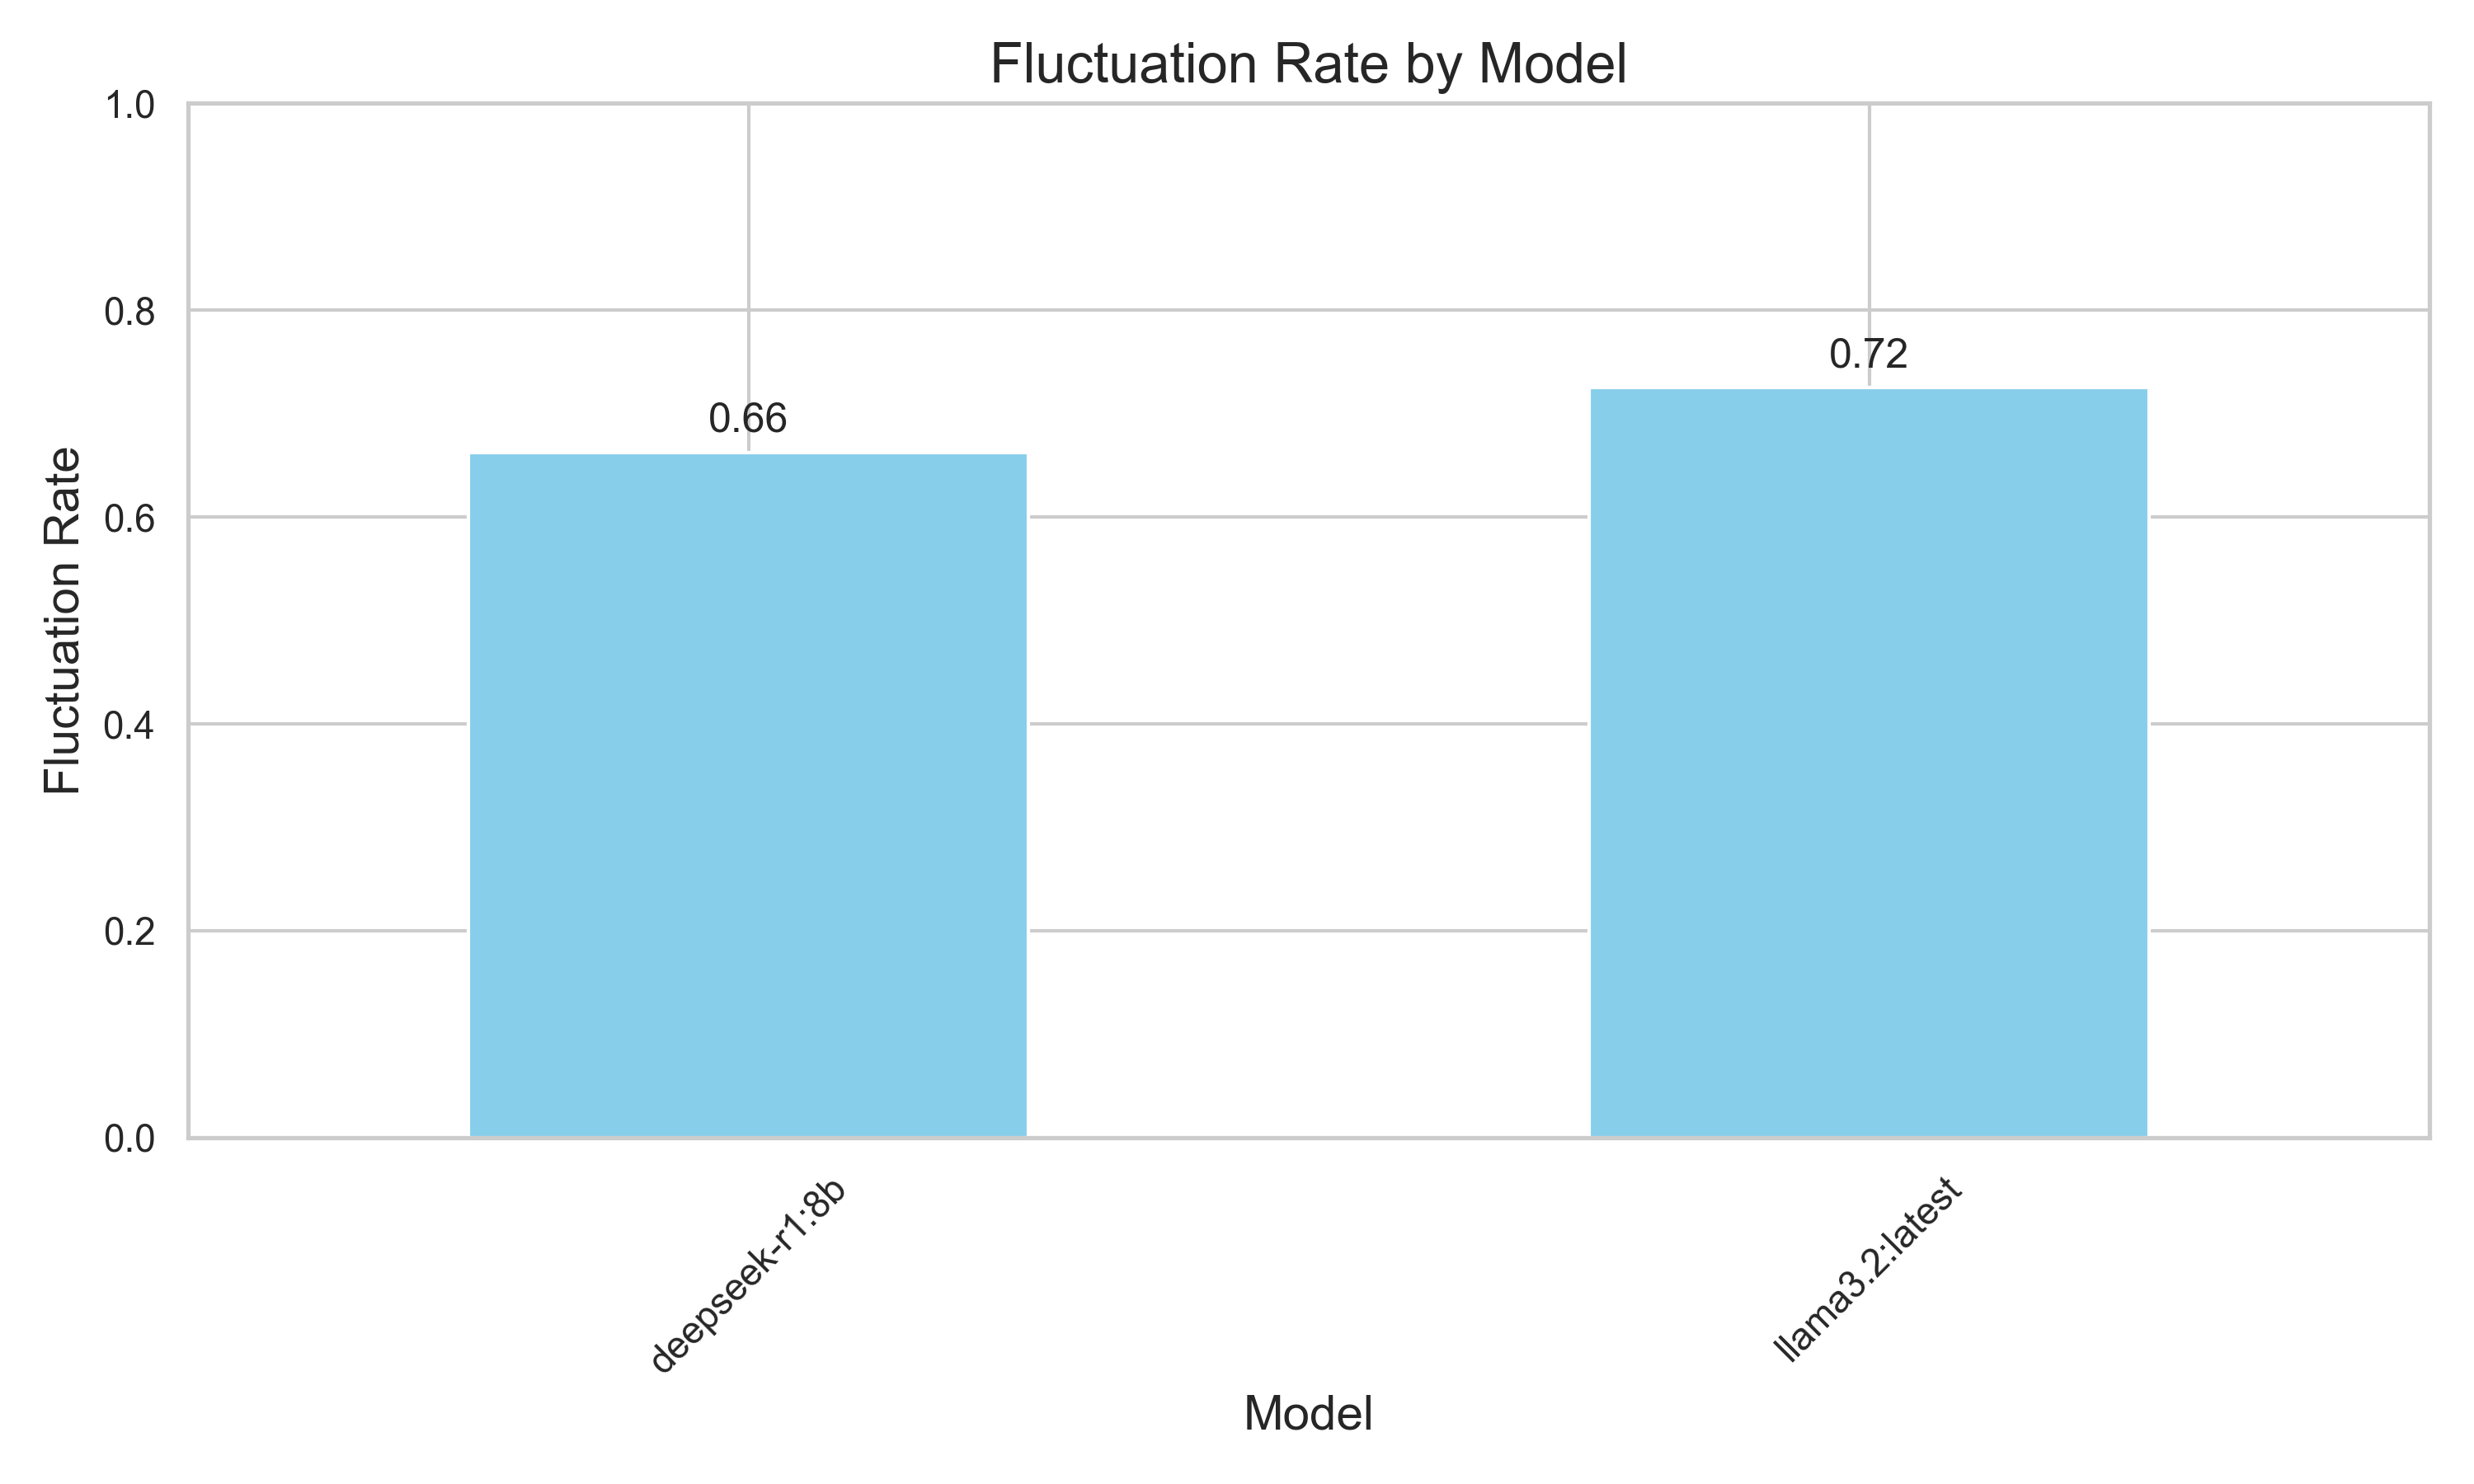 Fluctuation Rate by Model
1.0
0.8
0.6
0.4
0.2
0.0
Fluctuation Rate
0.66
0.72
deepseek-r1:8b
llama3.2:latest
Model